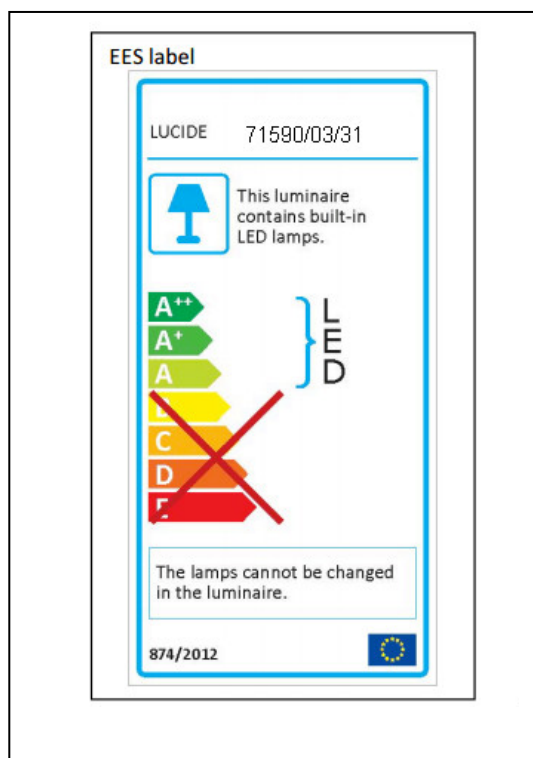 EES label
LUCIDE 71590/03/31
This luminaire
contains built-in
LED lamps.
A++
A+
A
B
C
D
E
L
E
D
The lamps cannot be changed
in the luminaire.
874/2012